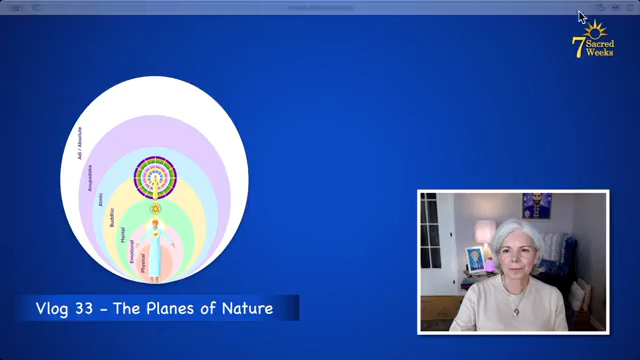 7 Sacred
Weeks
Adi / Absolute
Anupadaka
Atmic
Buddhic
Mental
Emotional
Physical
Vlog 33 – The Planes of Nature